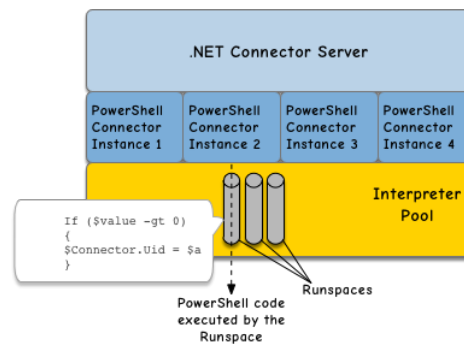 .NET Connector Server
PowerShell
Connector
Instance 1
PowerShell
Connector
Instance 2
PowerShell
Connector
Instance 3
PowerShell
Connector
Instance 4
Interpreter
Pool
If ($value -gt 0)
{
$Connector.Uid = $a
}
Runspaces
PowerShell code
executed by the
Runspace